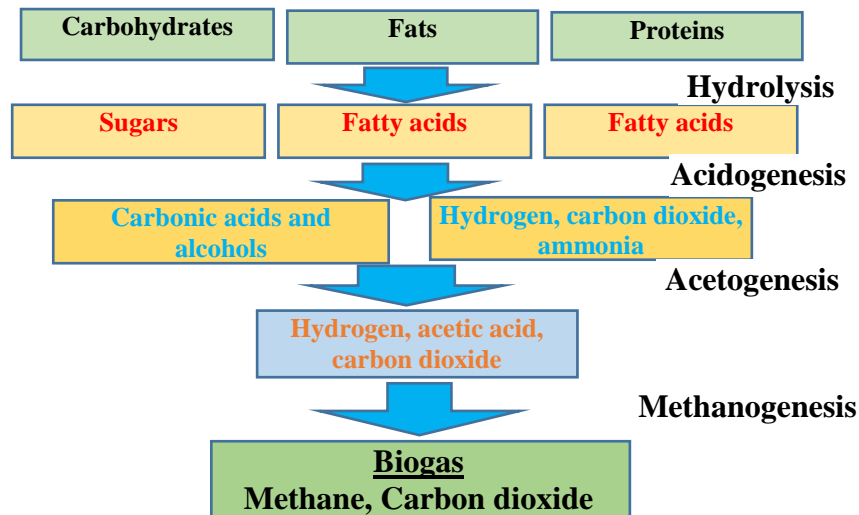 Carbohydrates
Fats
Proteins
Hydrolysis
Sugars
Fatty acids
Fatty acids
Acidogenesis
Carbonic acids and
alcohols
Hydrogen, carbon dioxide,
ammonia
Acetogenesis
Hydrogen, acetic acid,
carbon dioxide
Methanogenesis
Biogas
Methane, Carbon dioxide